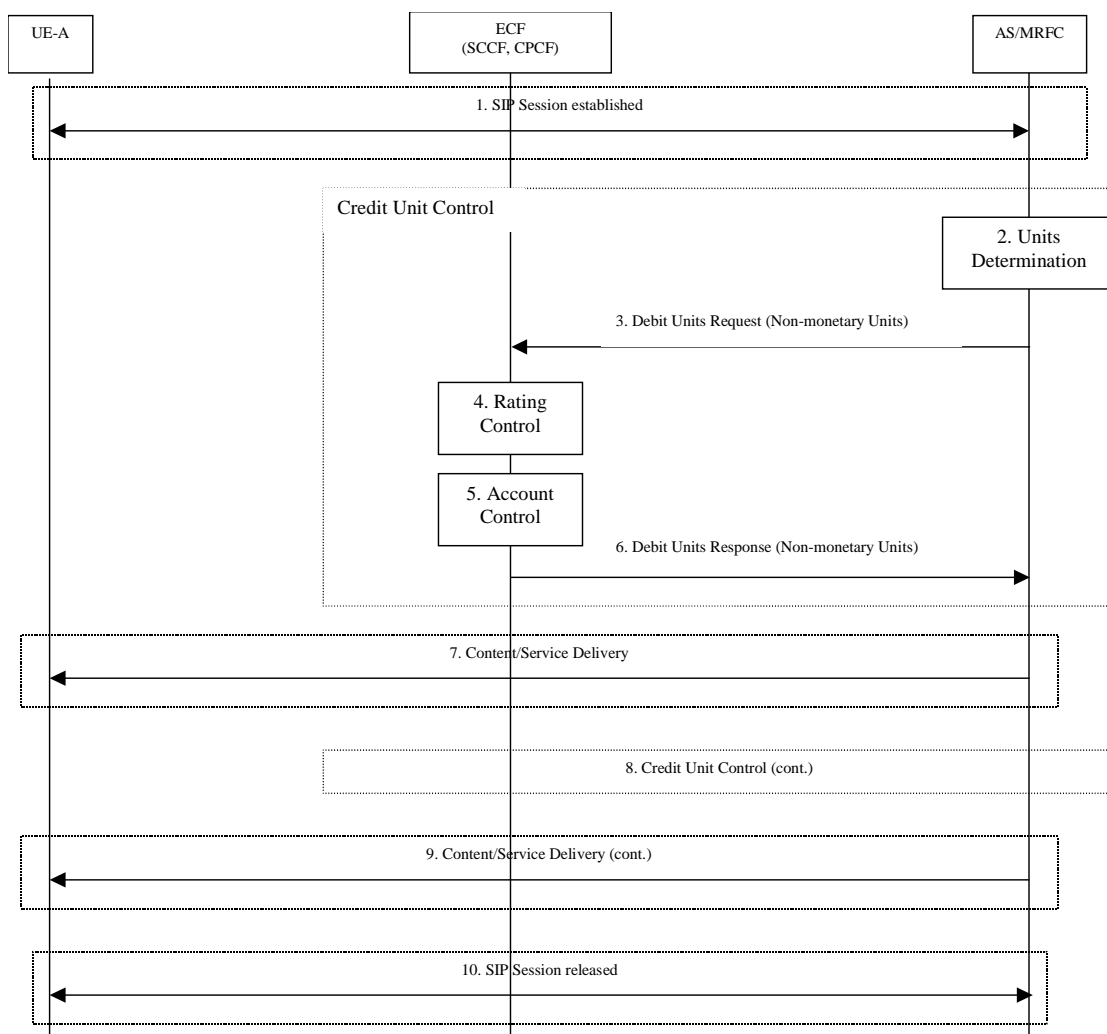 UE-A
ECF
(SCCF, CPCF)
AS/MRFC
1. SIP Session established
Credit Unit Control
2. Units
Determination
3. Debit Units Request (Non-monetary Units)
4. Rating
Control
5. Account
Control
6. Debit Units Response (Non-monetary Units)
7. Content/Service Delivery
8. Credit Unit Control (cont.)
9. Content/Service Delivery (cont.)
10. SIP Session released